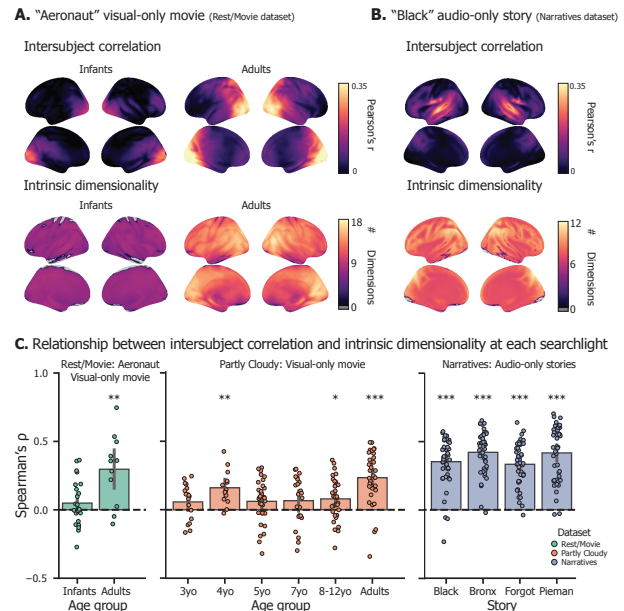 A. “Aeronaut” visual-only movie (Rest/Movie dataset)
B. “Black” audio-only story (Narratives dataset)
Intersubject correlation
Intersubject correlation
Infants
Adults
0.35
Pearson's r
0
0.35
Pearson's r
0
Intrinsic dimensionality
Intrinsic dimensionality
Infants
Adults
18
9
0
# Dimensions
12
6
0
# Dimensions
C. Relationship between intersubject correlation and intrinsic dimensionality at each searchlight
Rest/Movie: Aeronaut
Visual-only movie
Partly Cloudy: Visual-only movie
Narratives: Audio-only stories
Spearman's ρ
1.0
0.5
0.0
−0.5
**
**
*
***
***
***
***
***
Dataset
Rest/Movie
Partly Cloudy
Narratives
Infants Adults
3yo 4yo 5yo 7yo 8-12yo Adults
Black Bronx Forgot Pieman
Age group
Age group
Story